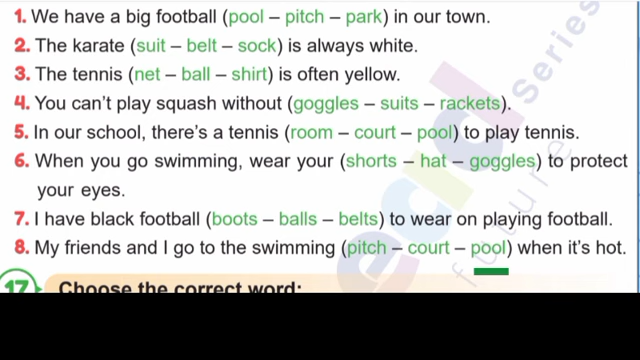 1. We have a big football (pool – pitch – park) in our town.
2. The karate (suit – belt – sock) is always white.
3. The tennis (net – ball – shirt) is often yellow.
4. You can't play squash without (goggles – suits – rackets).
5. In our school, there's a tennis (room – court – pool) to play tennis.
6. When you go swimming, wear your (shorts – hat – goggles) to protect
your eyes.
7. I have black football (boots – balls – belts) to wear on playing football.
8. My friends and I go to the swimming (pitch – court – pool) when it's hot.
17 Choose the correct word:
Series
future